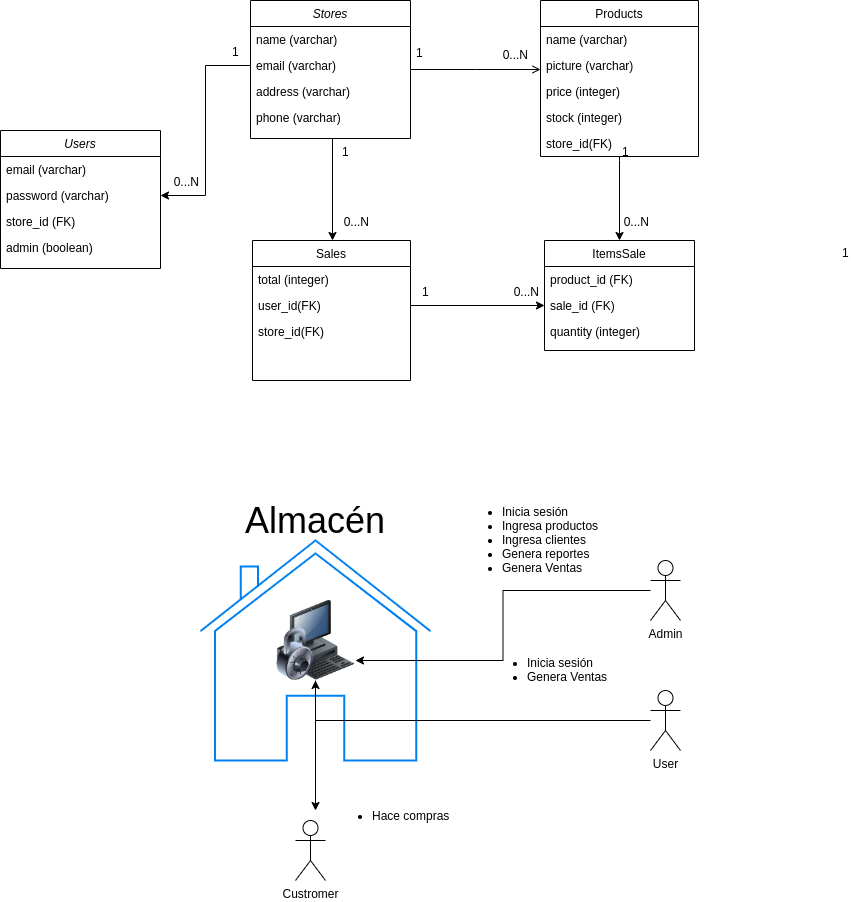 Stores
name (varchar)
email (varchar)
address (varchar)
phone (varchar)
Products
name (varchar)
picture (varchar)
price (integer)
stock (integer)
store_id(FK)
1
0...N
1
0...N
Users
email (varchar)
password (varchar)
store_id (FK)
admin (boolean)
1
0...N
1
0...N
Sales
total (integer)
user_id(FK)
store_id(FK)
1
0...N
ItemsSale
product_id (FK)
sale_id (FK)
quantity (integer)
1
Almacén
Inicia sesión
Ingresa productos
Ingresa clientes
Genera reportes
Genera Ventas
Admin
Inicia sesión
Genera Ventas
User
Hace compras
Custromer